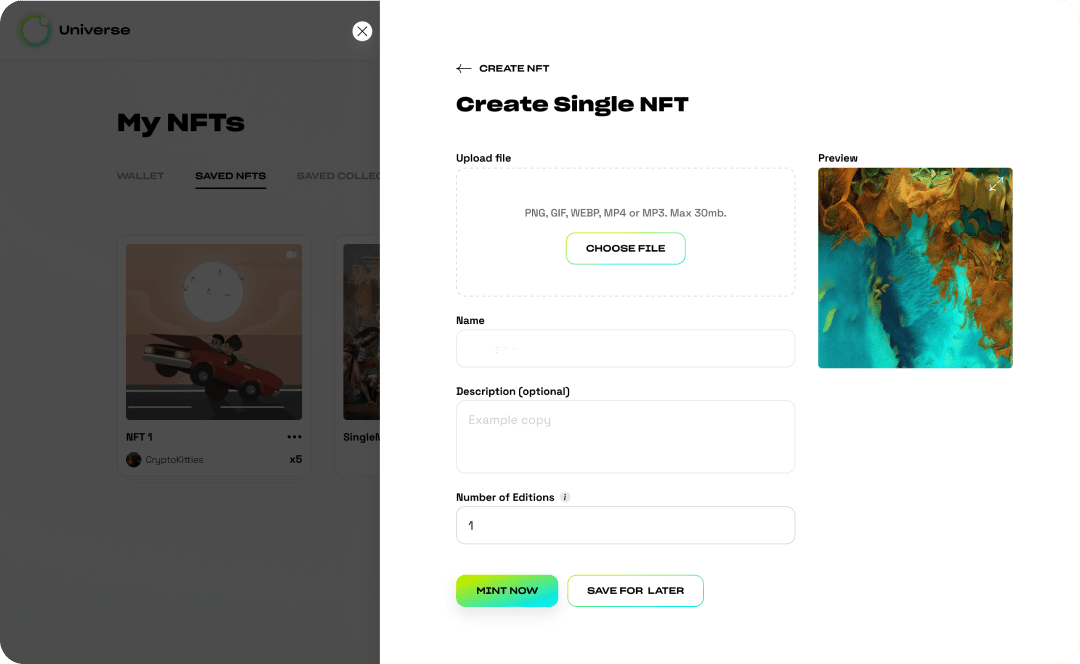 Universe
My NFTs
WALLET
SAVED NFTS
SAVED COLLEC
NFT 1
CryptoKitties
x5
SingleM
CREATE NFT
Create Single NFT
Upload file
PNG, GIF, WEBP, MP4 or MP3. Max 30mb.
CHOOSE FILE
Preview
Name
Description (optional)
Example copy
Number of Editions i
1
MINT NOW
SAVE FOR LATER